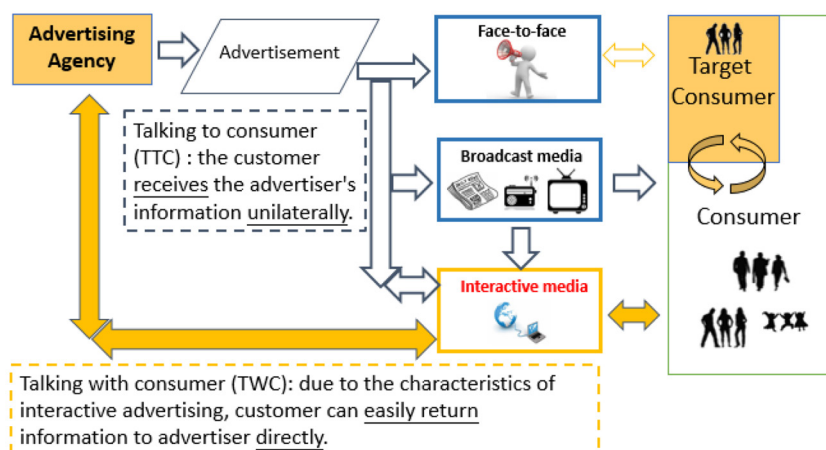 Advertising
Agency
Advertisement
Face-to-face
Target
Consumer
Talking to consumer
(TTC) : the customer
receives the advertiser's
information unilaterally.
Broadcast media
Consumer
Interactive media
Talking with consumer (TWC): due to the characteristics of
interactive advertising, customer can easily return
information to advertiser directly.